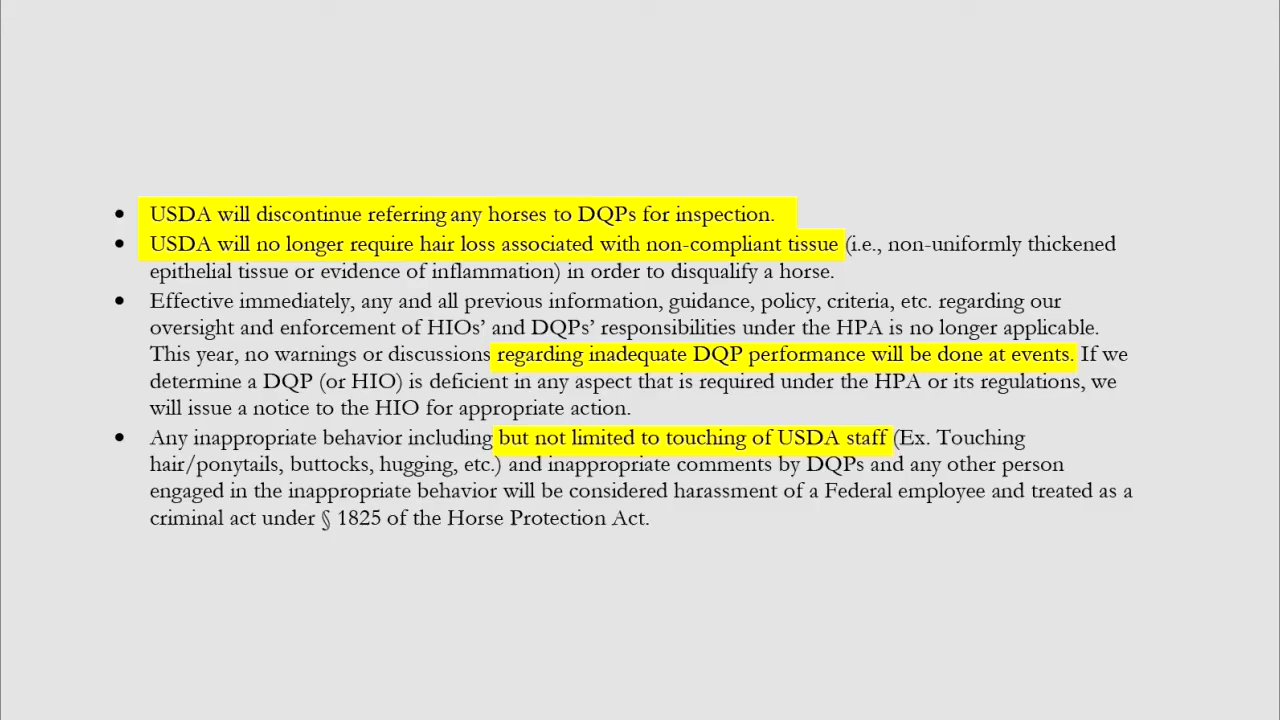 • USDA will discontinue referring any horses to DQPs for inspection.
• USDA will no longer require hair loss associated with non-compliant tissue (i.e., non-uniformly thickened
epithelial tissue or evidence of inflammation) in order to disqualify a horse.
• Effective immediately, any and all previous information, guidance, policy, criteria, etc. regarding our
oversight and enforcement of HIOs’ and DQPs’ responsibilities under the HPA is no longer applicable.
This year, no warnings or discussions regarding inadequate DQP performance will be done at events. If we
determine a DQP (or HIO) is deficient in any aspect that is required under the HPA or its regulations, we
will issue a notice to the HIO for appropriate action.
• Any inappropriate behavior including but not limited to touching of USDA staff (Ex. Touching
hair/ponytails, buttocks, hugging, etc.) and inappropriate comments by DQPs and any other person
engaged in the inappropriate behavior will be considered harassment of a Federal employee and treated as a
criminal act under § 1825 of the Horse Protection Act.